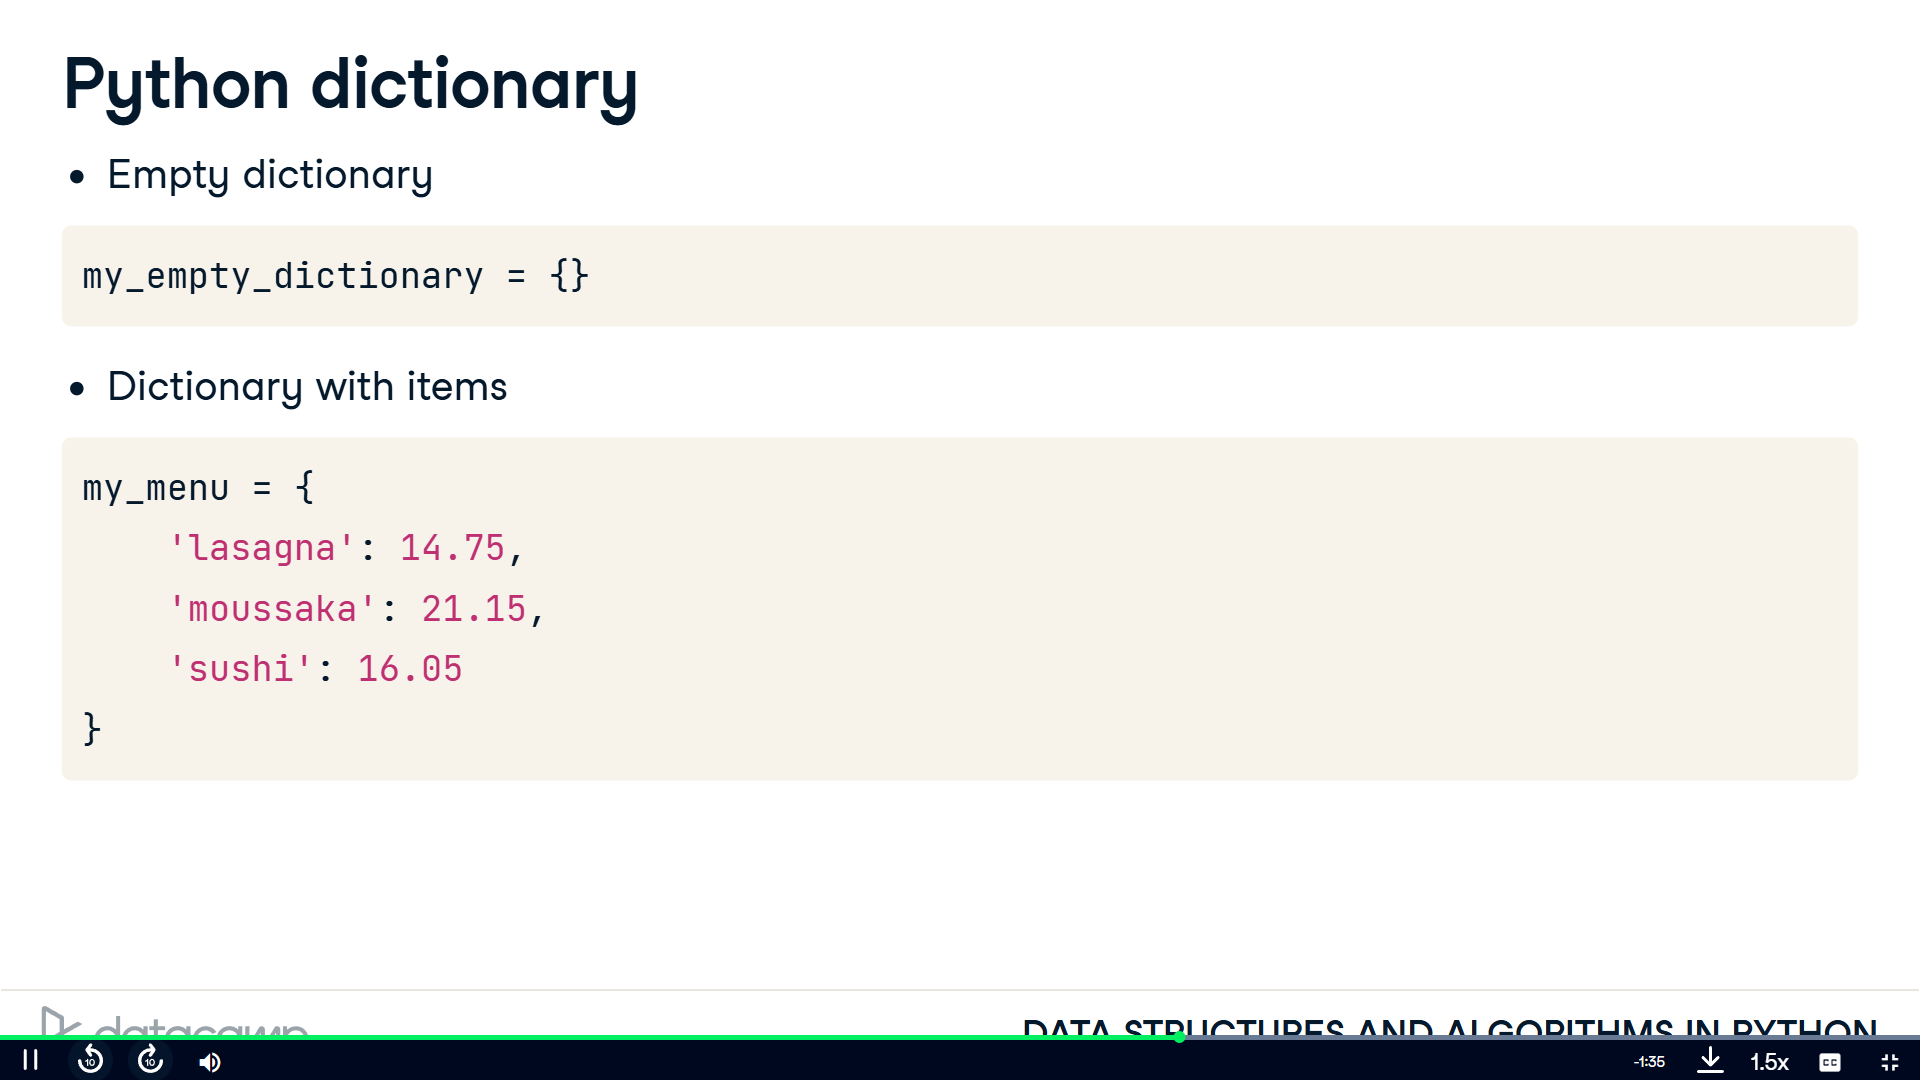 Python dictionary
• Empty dictionary
my_empty_dictionary = {}
• Dictionary with items
my_menu = {
    'lasagna': 14.75,
    'moussaka': 21.15,
    'sushi': 16.05
}
datacamp
DATA STRUCTURES AND ALGORITHMS IN PYTHON
10
10
-1:35
1.5x
CC